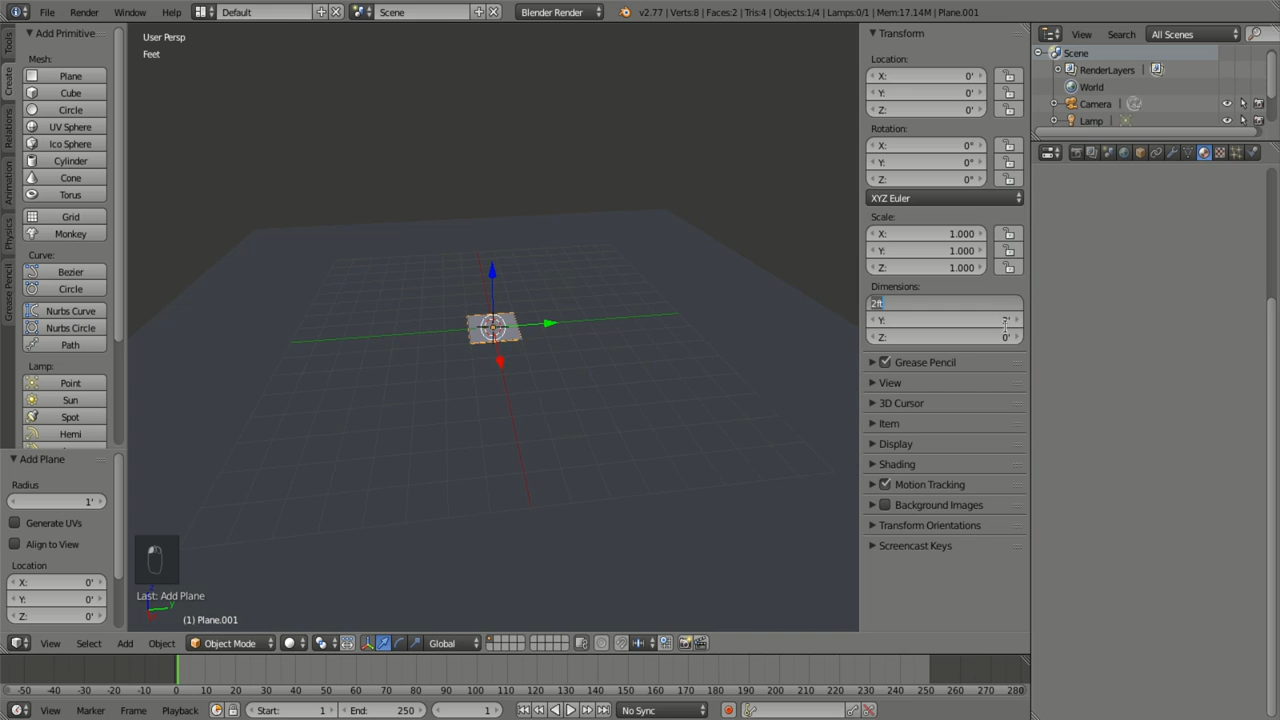 File Render Window Help Default Scene Blender Render v2.77 | Verts:8 | Faces:2 | Tris:4 | Objects:1/4 | Lamps:0/1 | Mem:17.14M | Plane.001
Tools
Create
Relations
Animation
Physics
Grease Pencil
Add Primitive
Mesh:
Plane
Cube
Circle
UV Sphere
Ico Sphere
Cylinder
Cone
Torus
Grid
Monkey
Curve:
Bezier
Circle
Nurbs Curve
Nurbs Circle
Path
Lamp:
Point
Sun
Spot
Hemi
Add Plane
Radius
1'
Generate UVs
Align to View
Location
X: 0'
Y: 0'
Z: 0'
User Persp
Feet
Last: Add Plane
(1) Plane.001
Transform
Location:
X: 0'
Y: 0'
Z: 0'
Rotation:
X: 0°
Y: 0°
Z: 0°
XYZ Euler
Scale:
X: 1.000
Y: 1.000
Z: 1.000
Dimensions:
2ft
Y: 2'
Z: 0'
Grease Pencil
View
3D Cursor
Item
Display
Shading
Motion Tracking
Background Images
Transform Orientations
Screencast Keys
View Search All Scenes
Scene
RenderLayers
World
Camera
Lamp
View Select Add Object Object Mode Global
-50 -40 -30 -20 -10 0 10 20 30 40 50 60 70 80 90 100 110 120 130 140 150 160 170 180 190 200 210 220 230 240 250 260 270 280
View Marker Frame Playback Start: 1 End: 250 1 No Sync